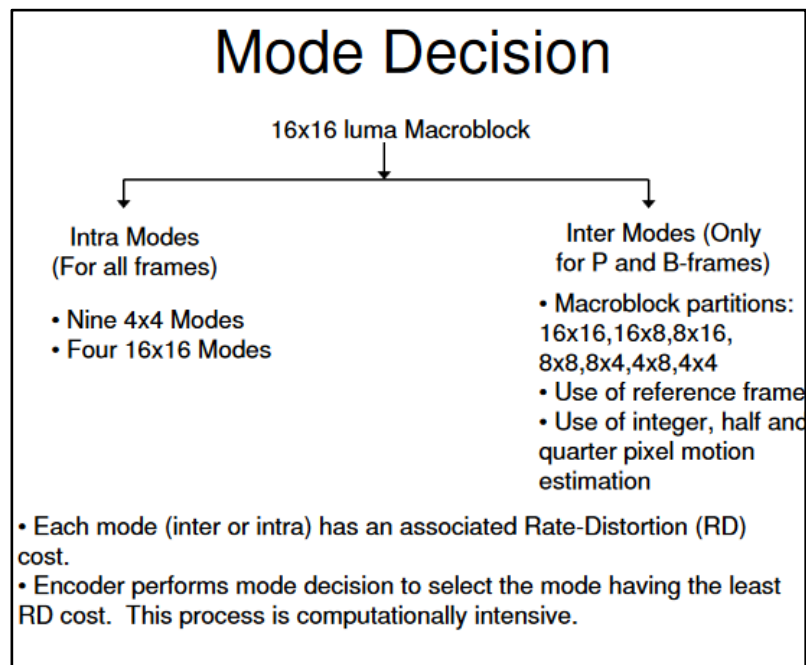 Mode Decision
16x16 luma Macroblock
Intra Modes
(For all frames)
• Nine 4x4 Modes
• Four 16x16 Modes
Inter Modes (Only
for P and B-frames)
• Macroblock partitions:
16x16,16x8,8x16,
8x8,8x4,4x8,4x4
• Use of reference frame
• Use of integer, half and
quarter pixel motion
estimation
• Each mode (inter or intra) has an associated Rate-Distortion (RD)
cost.
• Encoder performs mode decision to select the mode having the least
RD cost.  This process is computationally intensive.